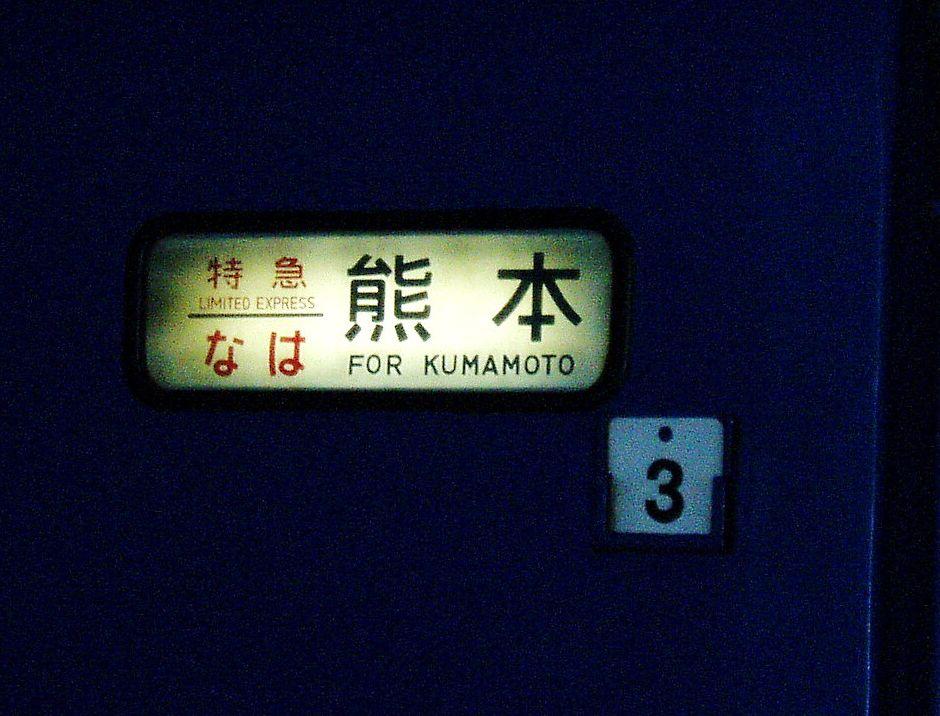 特急
LIMITED EXPRESS
なは
熊本
FOR KUMAMOTO
3